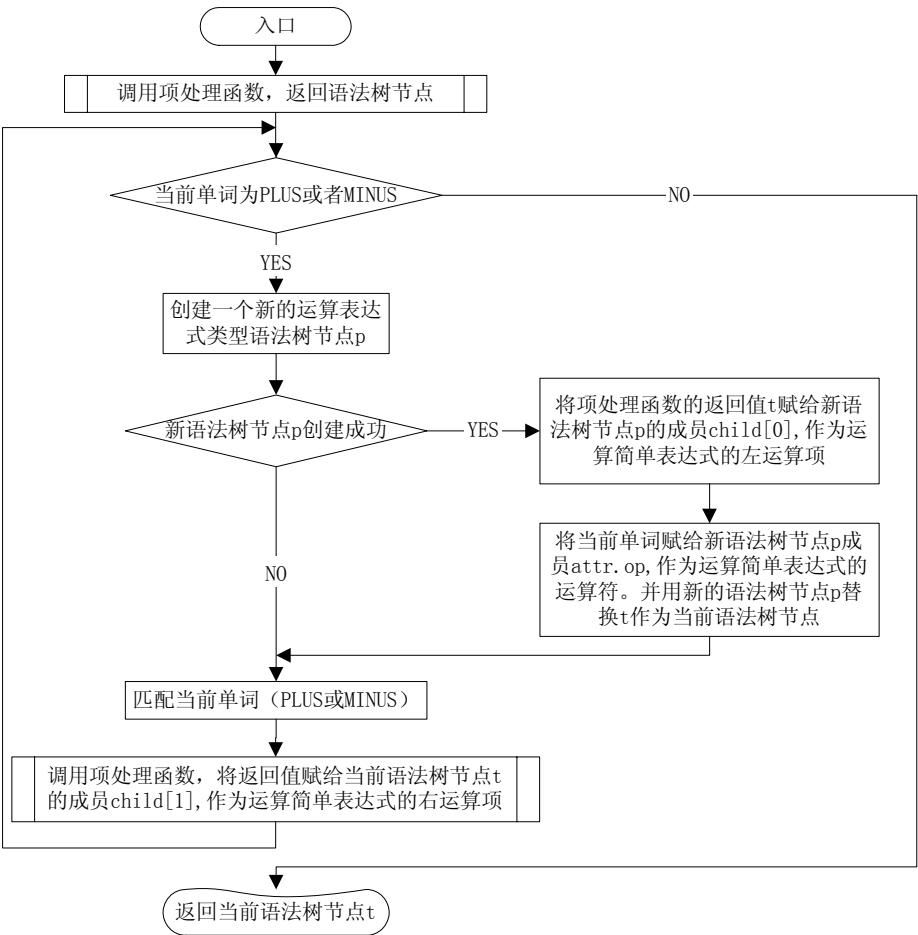 入口
调用项处理函数，返回语法树节点
当前单词为PLUS或者MINUS
NO
YES
创建一个新的运算表达
式类型语法树节点p
新语法树节点p创建成功
YES
将项处理函数的返回值t赋给新语
法树节点p的成员child[0],作为运
算简单表达式的左运算项
将当前单词赋给新语法树节点p成
员attr.op,作为运算简单表达式的
运算符。并用新的语法树节点p替
换t作为当前语法树节点
NO
匹配当前单词（PLUS或MINUS）
调用项处理函数，将返回值赋给当前语法树节点t
的成员child[1],作为运算简单表达式的右运算项
返回当前语法树节点t